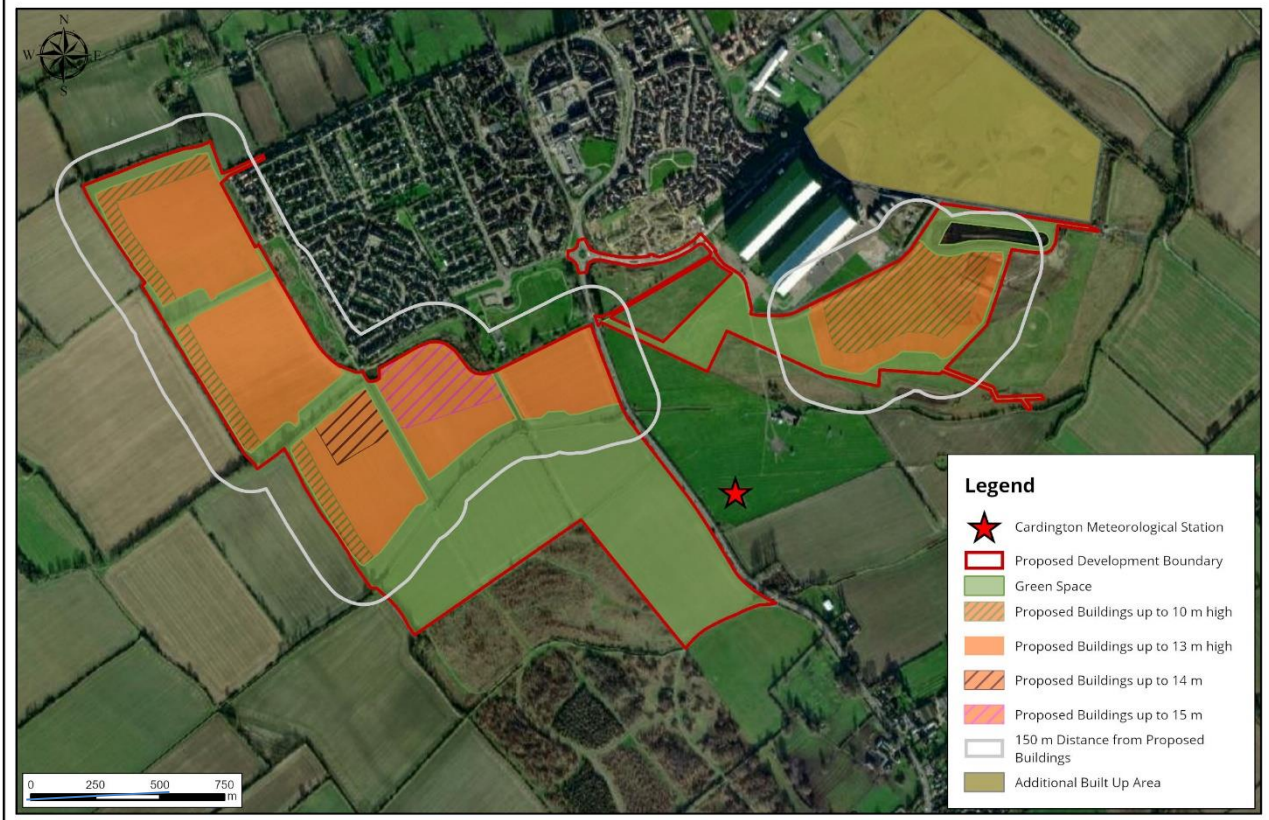 N
W
E
S
Legend
Cardington Meteorological Station
Proposed Development Boundary
Green Space
Proposed Buildings up to 10 m high
Proposed Buildings up to 13 m high
Proposed Buildings up to 14 m
Proposed Buildings up to 15 m
150 m Distance from Proposed
Buildings
Additional Built Up Area
0 250 500 750
m